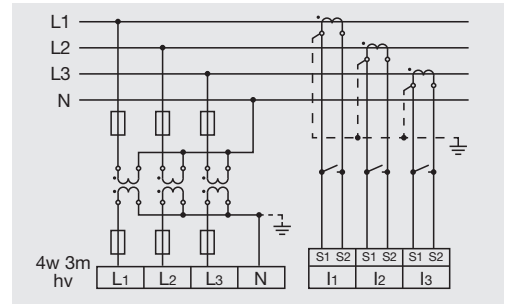 L1
L2
L3
N
S1 S2 S1 S2 S1 S2
4w 3m
hv
L1 L2 L3 N
I1 I2 I3